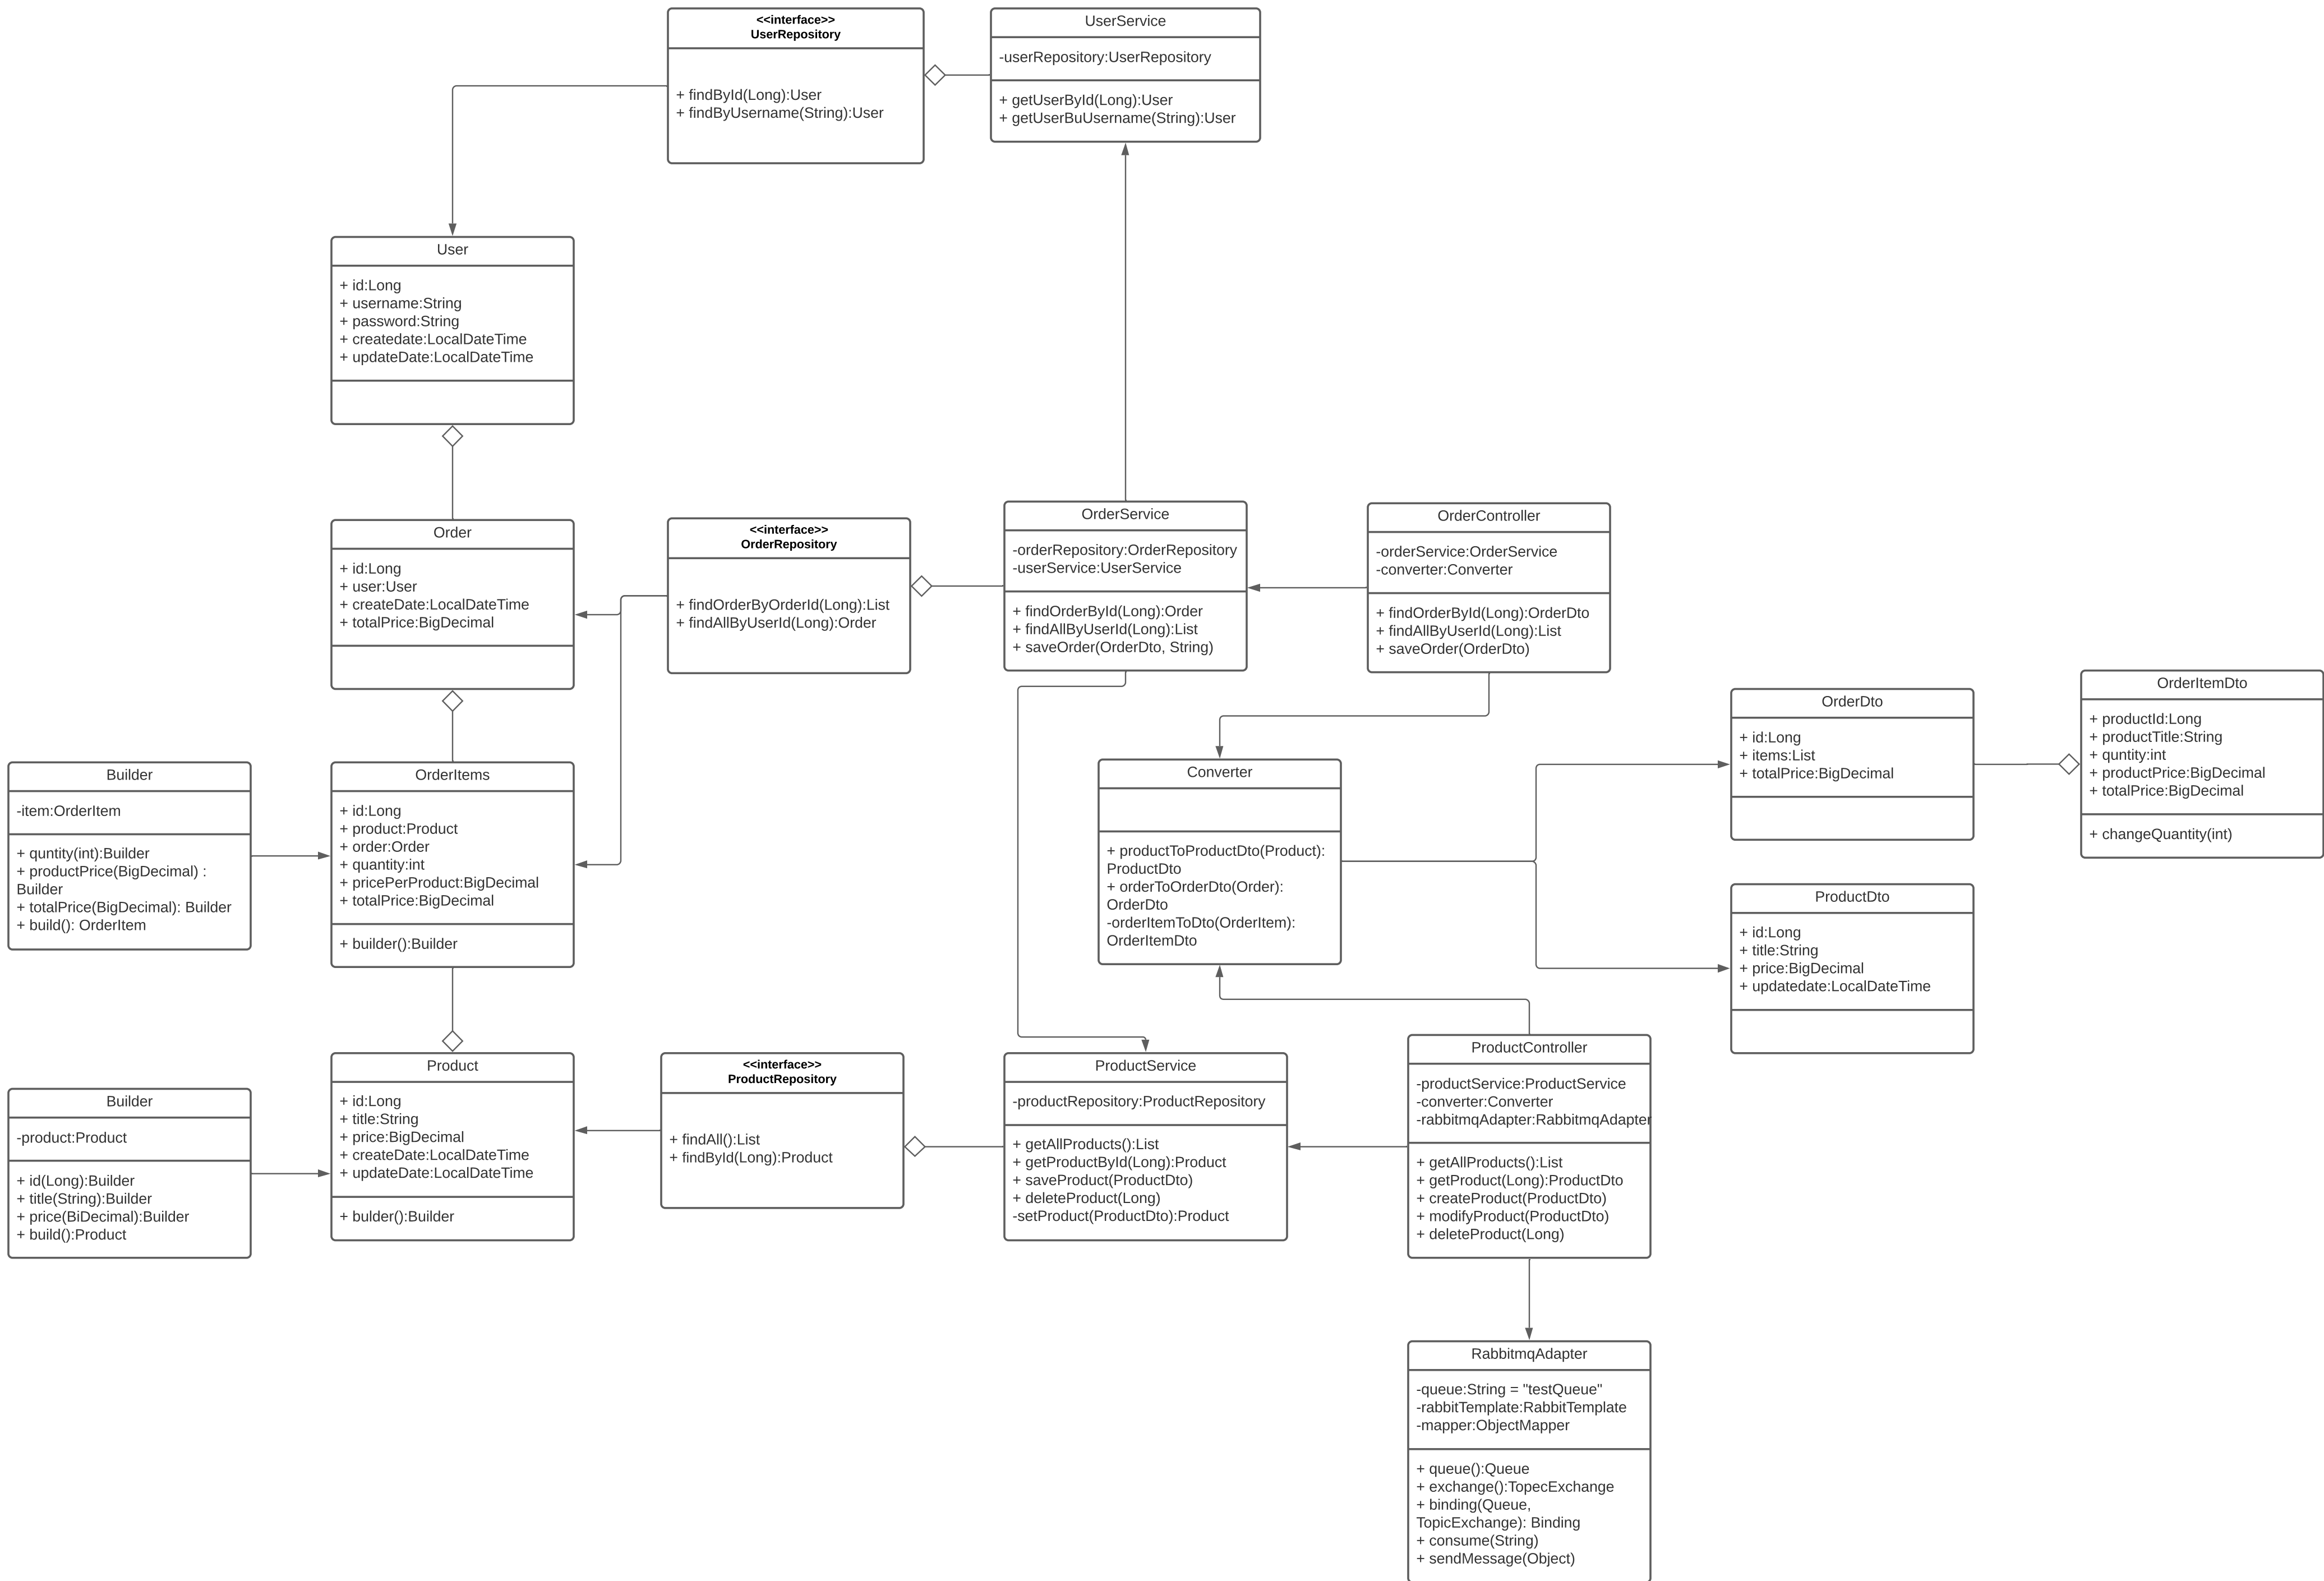 <<interface>>
UserRepository
+ findById(Long):User
+ findByUsername(String):User
UserService
-userRepository:UserRepository
+ getUserById(Long):User
+ getUserBuUsername(String):User
User
+ id:Long
+ username:String
+ password:String
+ createdate:LocalDateTime
+ updateDate:LocalDateTime
Order
+ id:Long
+ user:User
+ createDate:LocalDateTime
+ totalPrice:BigDecimal
<<interface>>
OrderRepository
+ findOrderByOrderId(Long):List
+ findAllByUserId(Long):Order
OrderService
-orderRepository:OrderRepository
-userService:UserService
+ findOrderById(Long):Order
+ findAllByUserId(Long):List
+ saveOrder(OrderDto, String)
OrderController
-orderService:OrderService
-converter:Converter
+ findOrderById(Long):OrderDto
+ findAllByUserId(Long):List
+ saveOrder(OrderDto)
OrderDto
+ id:Long
+ items:List
+ totalPrice:BigDecimal
OrderItemDto
+ productId:Long
+ productTitle:String
+ quntity:int
+ productPrice:BigDecimal
+ totalPrice:BigDecimal
+ changeQuantity(int)
Builder
-item:OrderItem
+ quntity(int):Builder
+ productPrice(BigDecimal) :
Builder
+ totalPrice(BigDecimal): Builder
+ build(): OrderItem
OrderItems
+ id:Long
+ product:Product
+ order:Order
+ quantity:int
+ pricePerProduct:BigDecimal
+ totalPrice:BigDecimal
+ builder():Builder
Converter
+ productToProductDto(Product):
ProductDto
+ orderToOrderDto(Order):
OrderDto
-orderItemToDto(OrderItem):
OrderItemDto
ProductDto
+ id:Long
+ title:String
+ price:BigDecimal
+ updatedate:LocalDateTime
Builder
-product:Product
+ id(Long):Builder
+ title(String):Builder
+ price(BiDecimal):Builder
+ build():Product
Product
+ id:Long
+ title:String
+ price:BigDecimal
+ createDate:LocalDateTime
+ updateDate:LocalDateTime
+ bulder():Builder
<<interface>>
ProductRepository
+ findAll():List
+ findById(Long):Product
ProductService
-productRepository:ProductRepository
+ getAllProducts():List
+ getProductById(Long):Product
+ saveProduct(ProductDto)
+ deleteProduct(Long)
-setProduct(ProductDto):Product
ProductController
-productService:ProductService
-converter:Converter
-rabbitmqAdapter:RabbitmqAdapter
+ getAllProducts():List
+ getProduct(Long):ProductDto
+ createProduct(ProductDto)
+ modifyProduct(ProductDto)
+ deleteProduct(Long)
RabbitmqAdapter
-queue:String = "testQueue"
-rabbitTemplate:RabbitTemplate
-mapper:ObjectMapper
+ queue():Queue
+ exchange():TopecExchange
+ binding(Queue,
TopicExchange): Binding
+ consume(String)
+ sendMessage(Object)